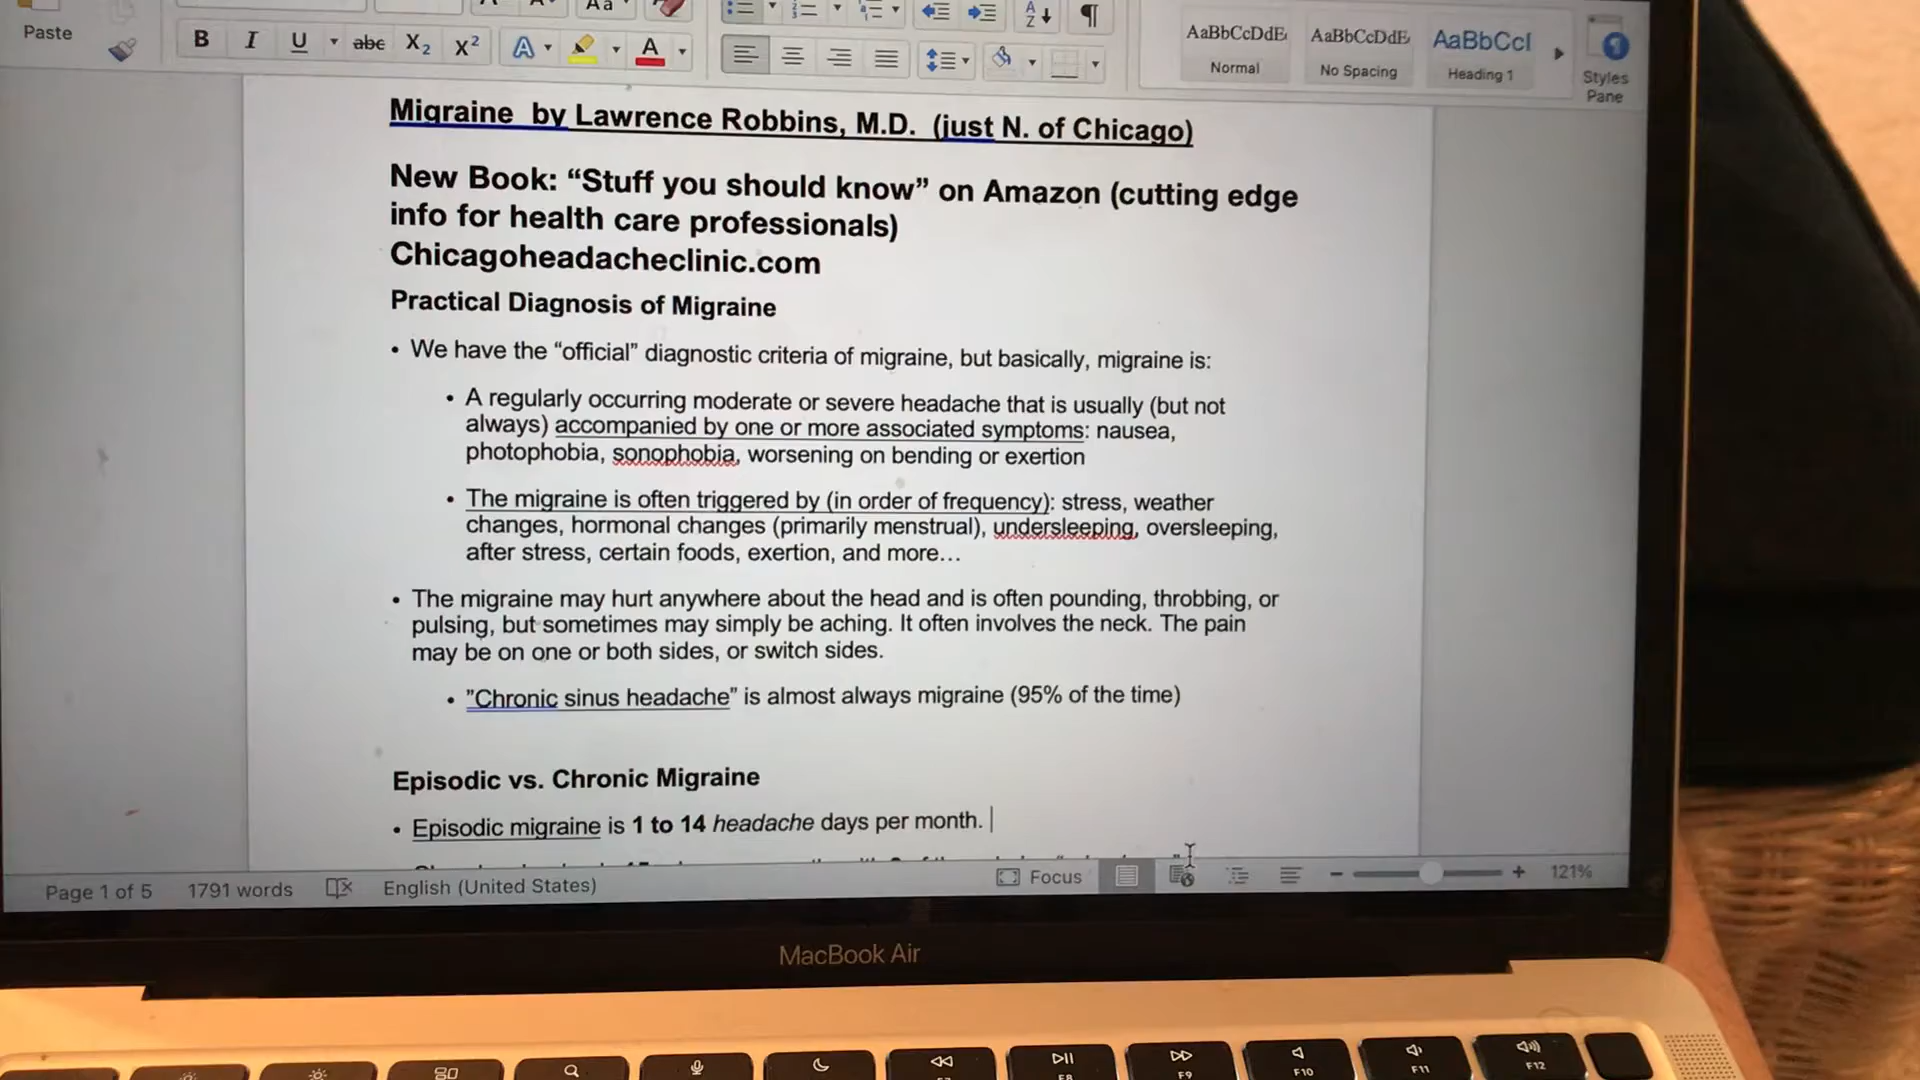 Paste
B I U abc X2 X2 A A
AaBbCcDdE AaBbCcDdE AaBbCcI
Normal No Spacing Heading 1
Styles
Pane
Migraine by Lawrence Robbins, M.D. (just N. of Chicago)
New Book: “Stuff you should know” on Amazon (cutting edge
info for health care professionals)
Chicagoheadacheclinic.com
Practical Diagnosis of Migraine
• We have the “official” diagnostic criteria of migraine, but basically, migraine is:
• A regularly occurring moderate or severe headache that is usually (but not
always) accompanied by one or more associated symptoms: nausea,
photophobia, sonophobia, worsening on bending or exertion
• The migraine is often triggered by (in order of frequency): stress, weather
changes, hormonal changes (primarily menstrual), undersleeping, oversleeping,
after stress, certain foods, exertion, and more…
• The migraine may hurt anywhere about the head and is often pounding, throbbing, or
pulsing, but sometimes may simply be aching. It often involves the neck. The pain
may be on one or both sides, or switch sides.
• ”Chronic sinus headache” is almost always migraine (95% of the time)
Episodic vs. Chronic Migraine
• Episodic migraine is 1 to 14 headache days per month.
Page 1 of 5 1791 words English (United States) Focus 121%
MacBook Air
F8 F9 F10 F11 F12